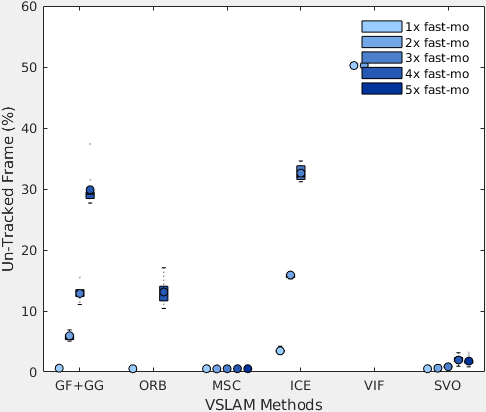 60
50
40
30
20
10
0
Un-Tracked Frame (%)
1x fast-mo
2x fast-mo
3x fast-mo
4x fast-mo
5x fast-mo
GF+GG ORB MSC ICE VIF SVO
VSLAM Methods